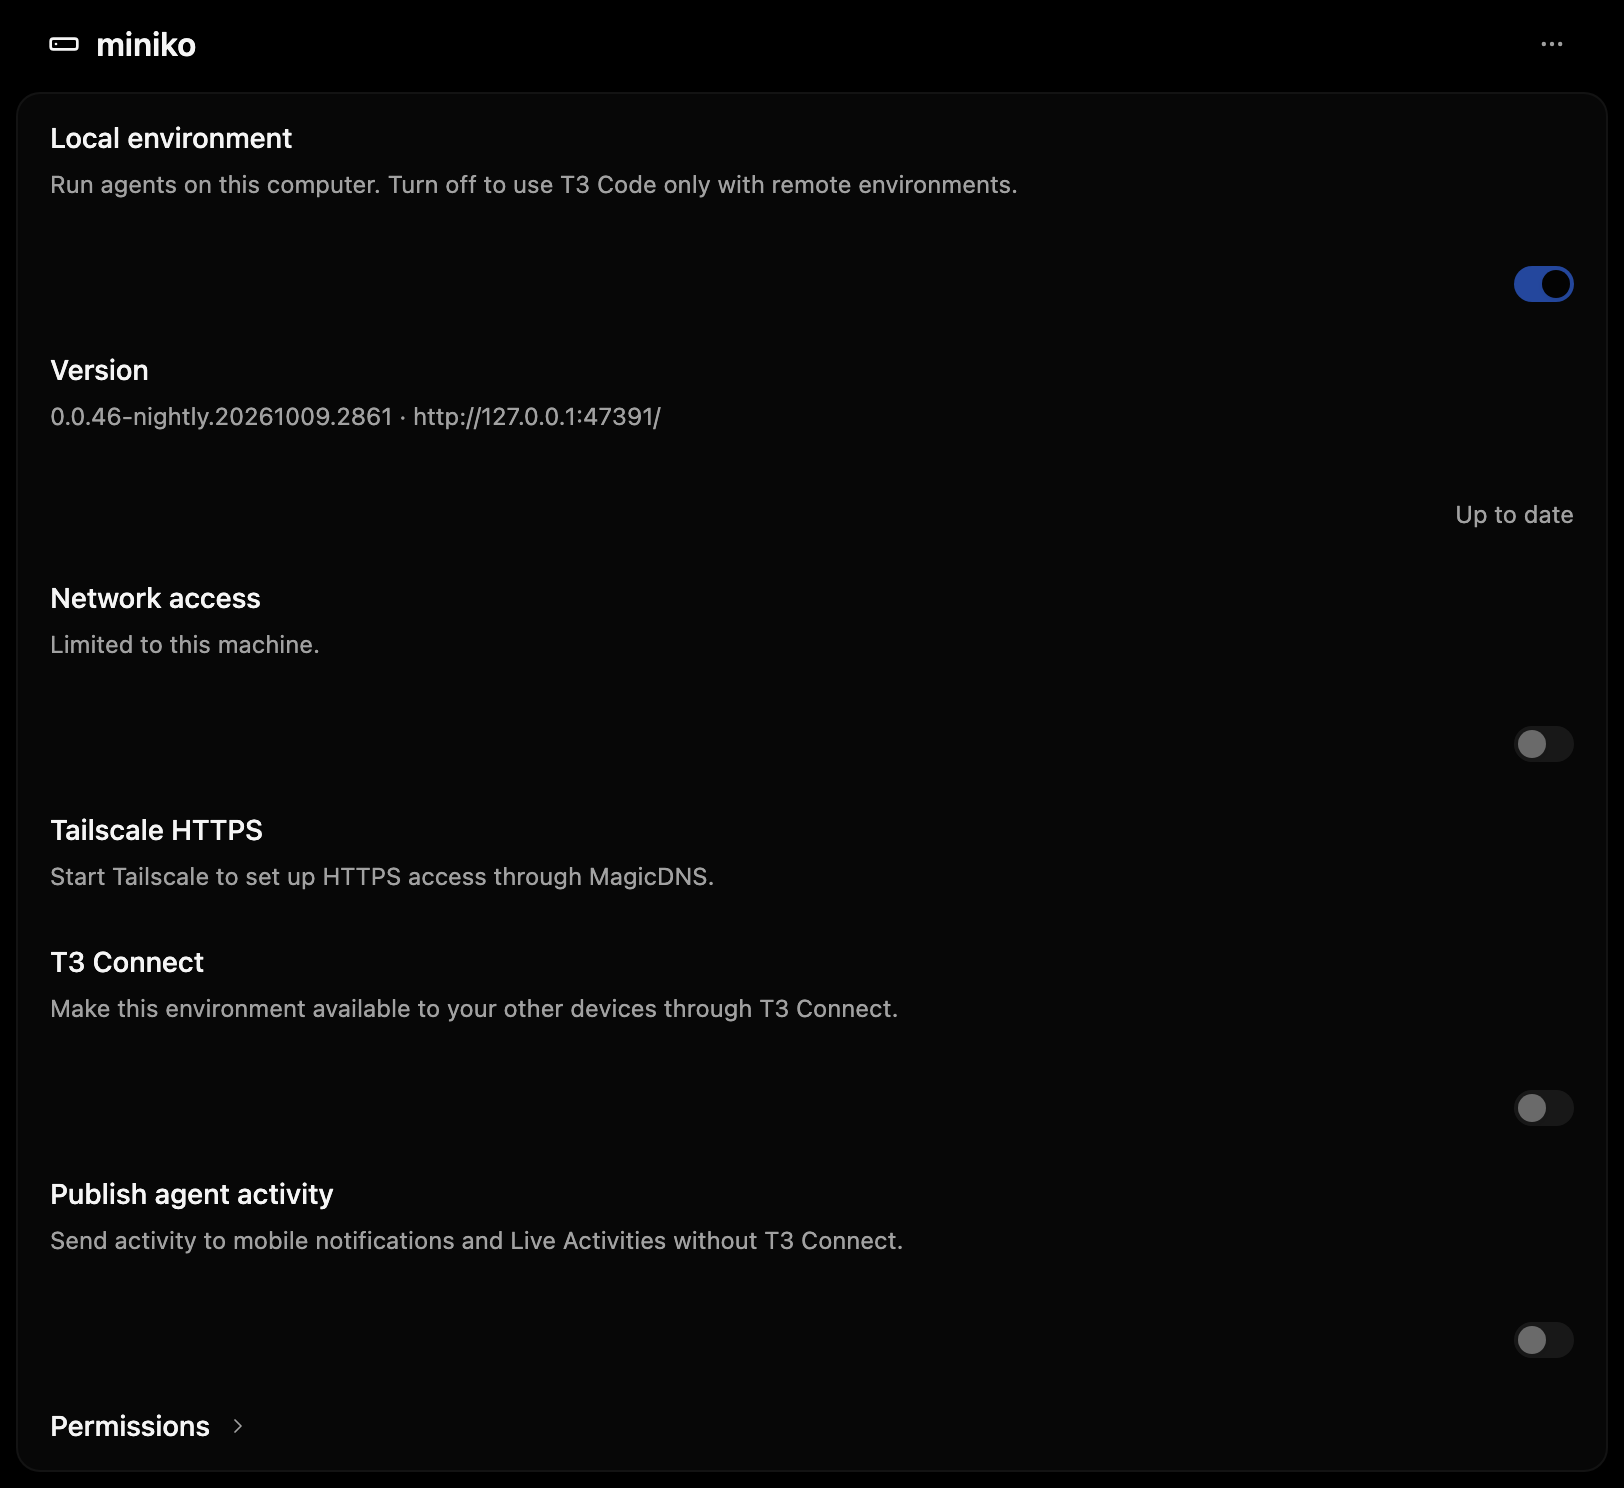 miniko
Local environment
Run agents on this computer. Turn off to use T3 Code only with remote environments.
Version
0.0.46-nightly.20261009.2861 · http://127.0.0.1:47391/
Up to date
Network access
Limited to this machine.
Tailscale HTTPS
Start Tailscale to set up HTTPS access through MagicDNS.
T3 Connect
Make this environment available to your other devices through T3 Connect.
Publish agent activity
Send activity to mobile notifications and Live Activities without T3 Connect.
Permissions